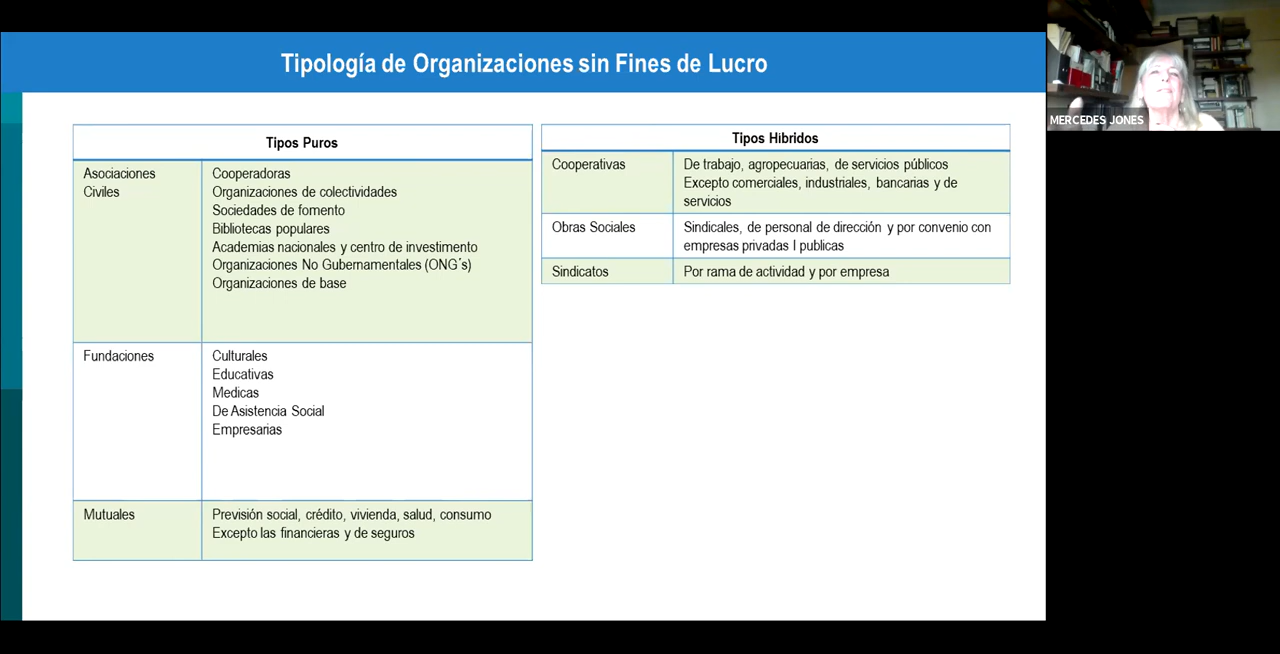 Tipología de Organizaciones sin Fines de Lucro
Tipos Puros
Asociaciones
Civiles
Cooperadoras
Organizaciones de colectividades
Sociedades de fomento
Bibliotecas populares
Academias nacionales y centro de investimento
Organizaciones No Gubernamentales (ONG´s)
Organizaciones de base
Fundaciones
Culturales
Educativas
Medicas
De Asistencia Social
Empresarias
Mutuales
Previsión social, crédito, vivienda, salud, consumo
Excepto las financieras y de seguros
Tipos Hibridos
Cooperativas
De trabajo, agropecuarias, de servicios públicos
Excepto comerciales, industriales, bancarias y de
servicios
Obras Sociales
Sindicales, de personal de dirección y por convenio con
empresas privadas I publicas
Sindicatos
Por rama de actividad y por empresa
MERCEDES JONES